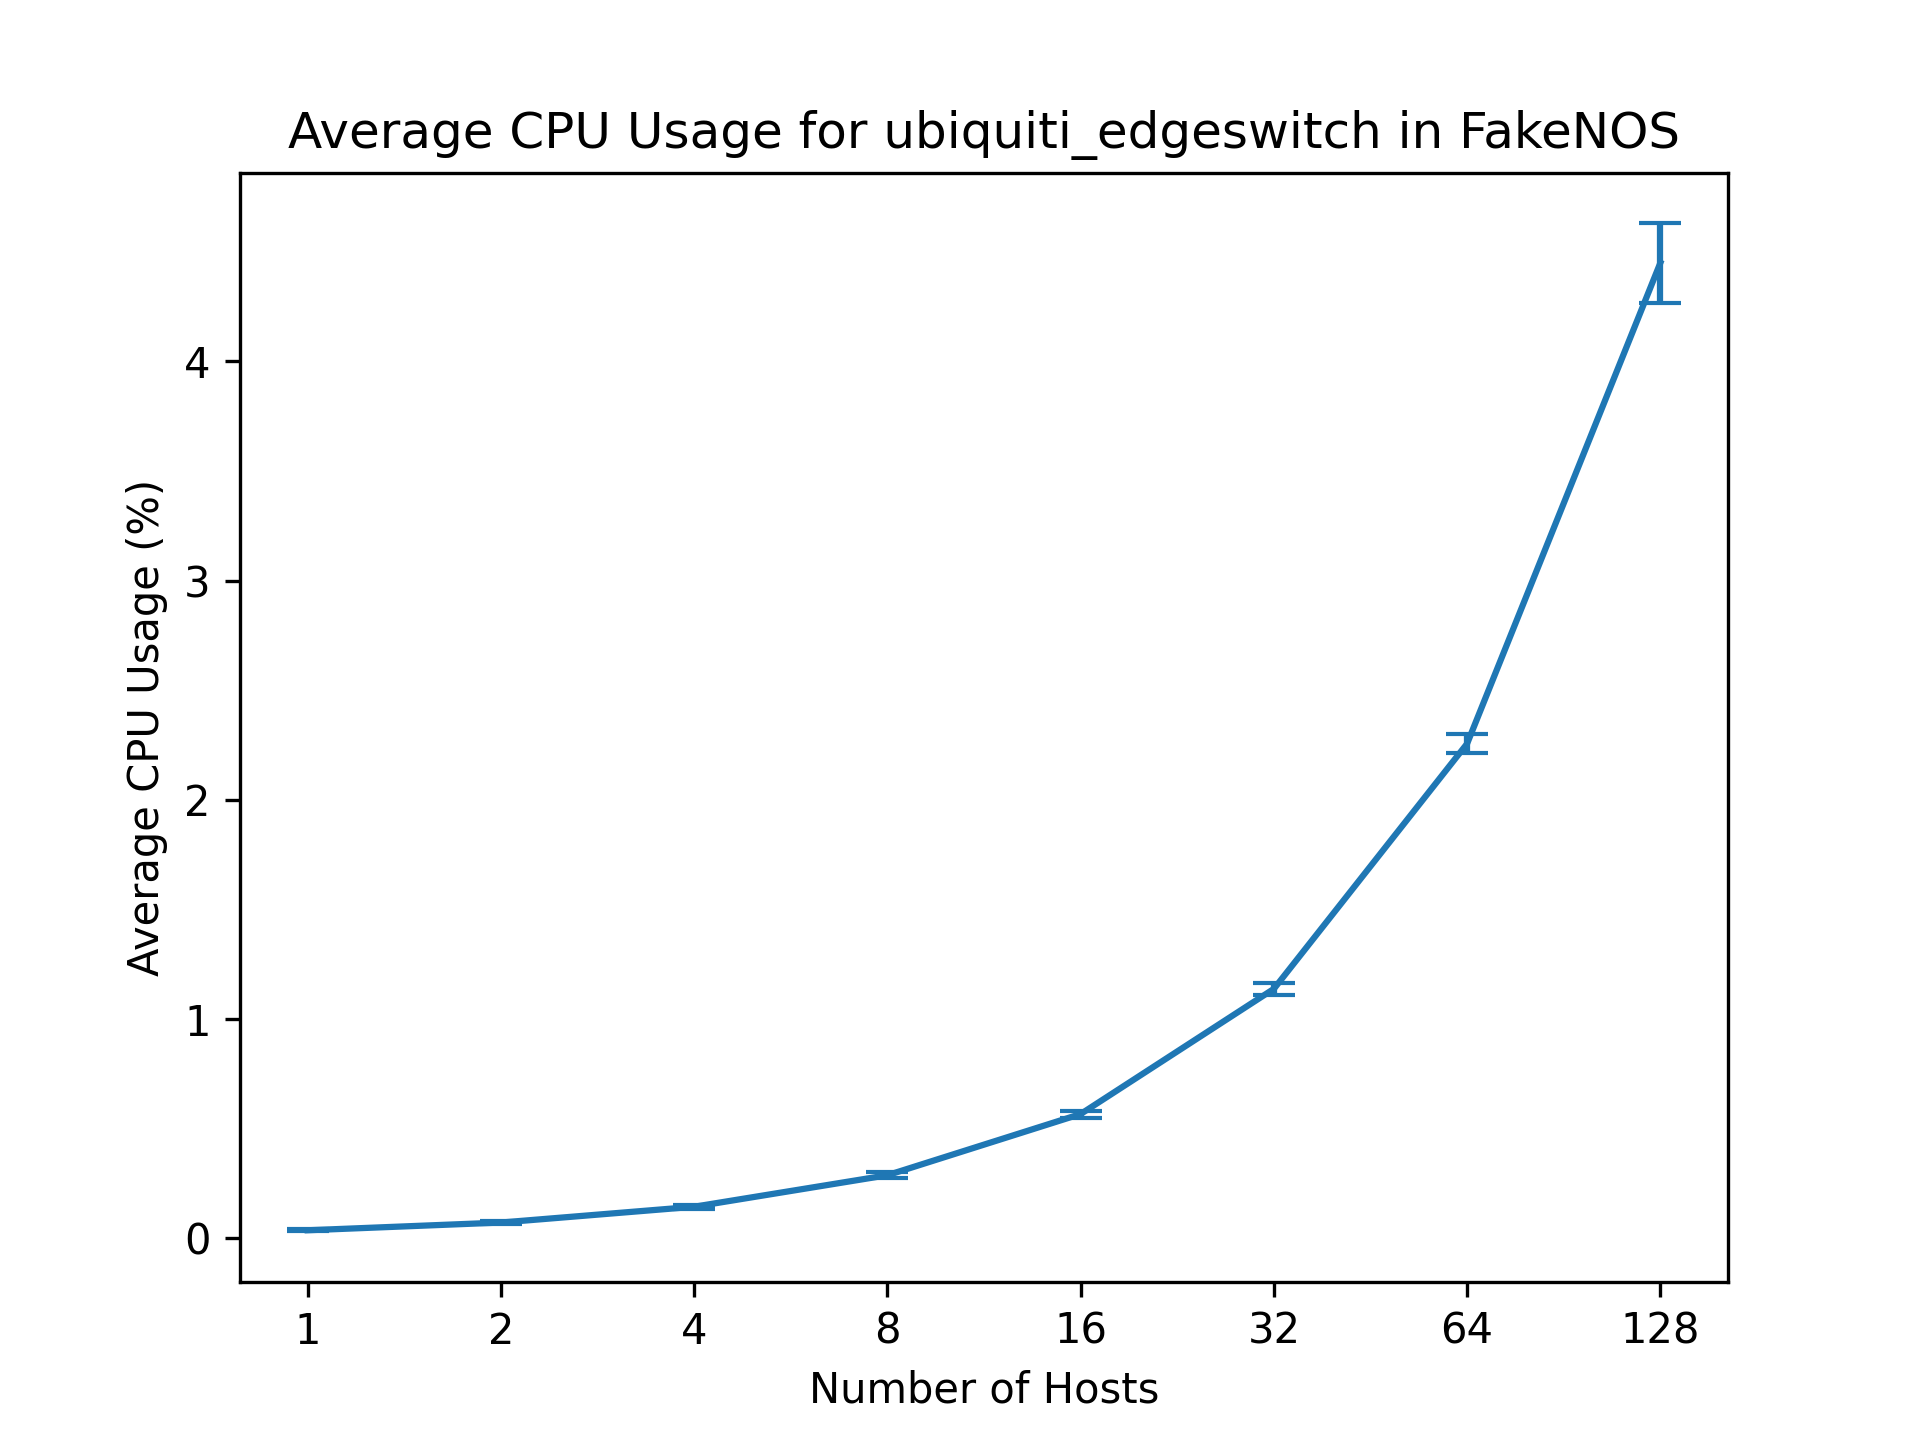 Average CPU Usage for ubiquiti_edgeswitch in FakeNOS
Average CPU Usage (%)
4
3
2
1
0
1 2 4 8 16 32 64 128
Number of Hosts